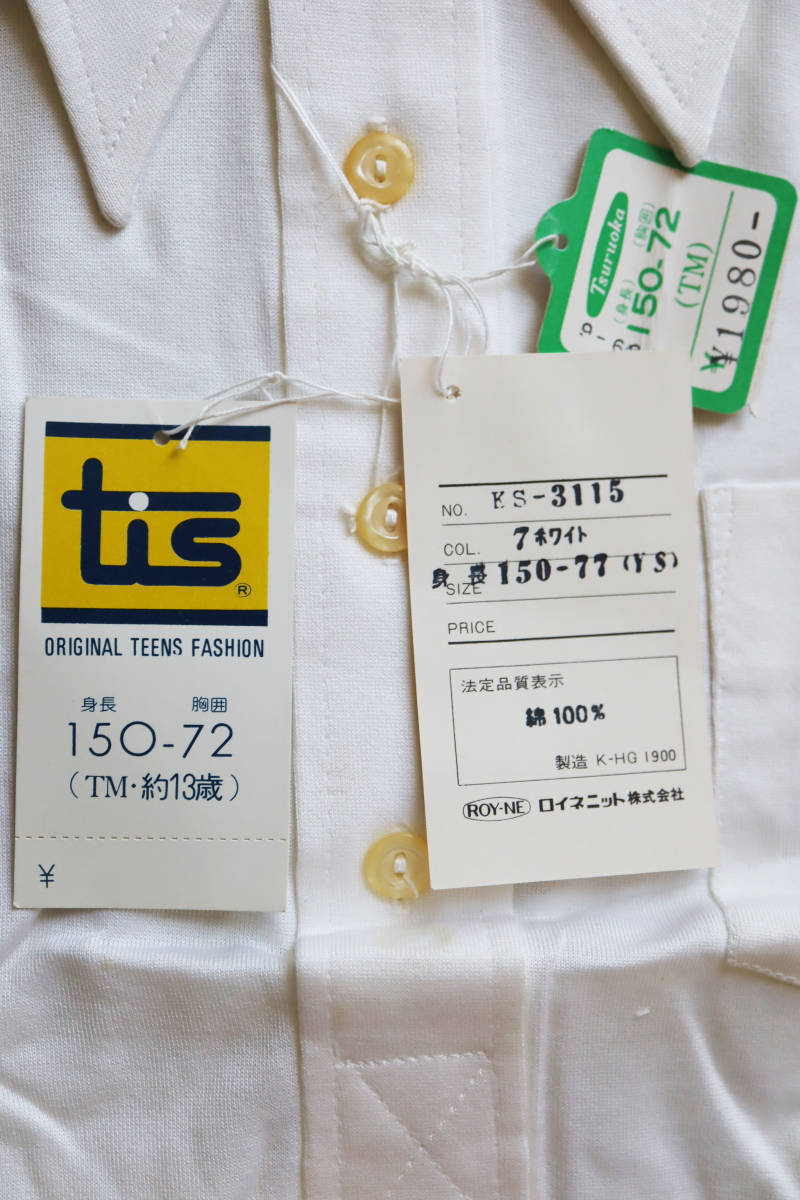 tis®
ORIGINAL TEENS FASHION
身長 胸囲
150-72
(TM・約13歳)
¥
Tsuruoka
(身長) (胸囲)
150-72
(TM)
¥1980-
NO. KS-3115
COL. 7ホワイト
SIZE 身長 150-77 (YS)
PRICE
法定品質表示
綿100%
製造 K-HG 1900
ROY-NE ロイネニット株式会社